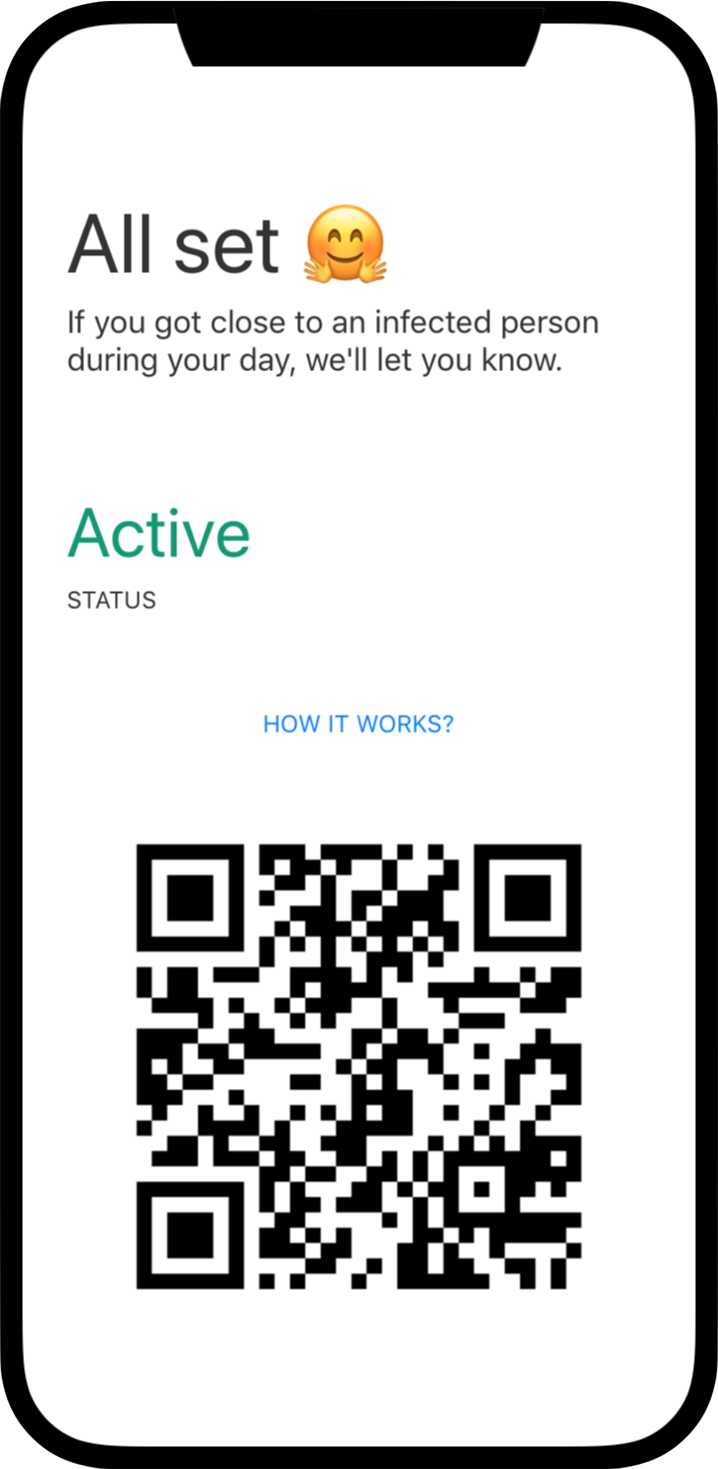 All set 🤗
If you got close to an infected person
during your day, we'll let you know.
Active
STATUS
HOW IT WORKS?